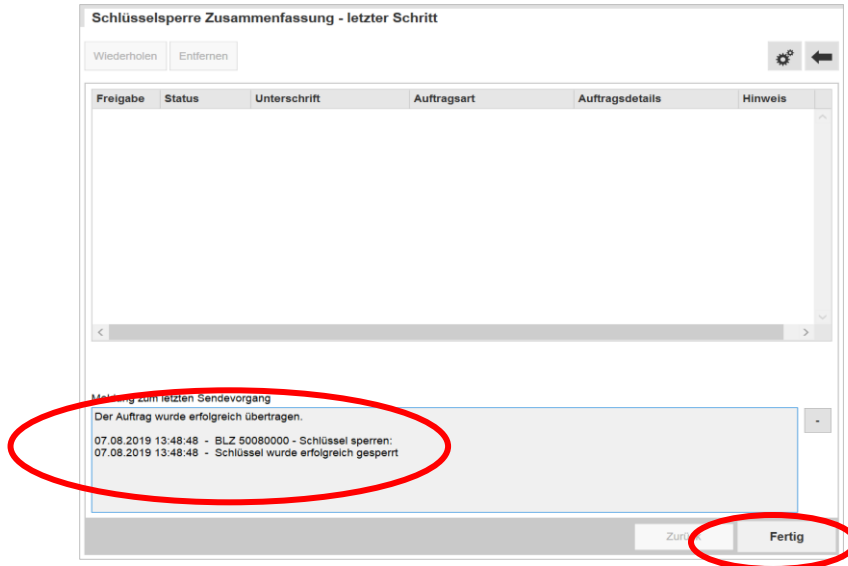 Schlüsselsperre Zusammenfassung - letzter Schritt
Wiederholen Entfernen
Freigabe Status Unterschrift Auftragsart Auftragsdetails Hinweis
Meldung zum letzten Sendevorgang
Der Auftrag wurde erfolgreich übertragen.
07.08.2019 13:48:48 - BLZ 50080000 - Schlüssel sperren:
07.08.2019 13:48:48 - Schlüssel wurde erfolgreich gesperrt
-
Zurück Fertig